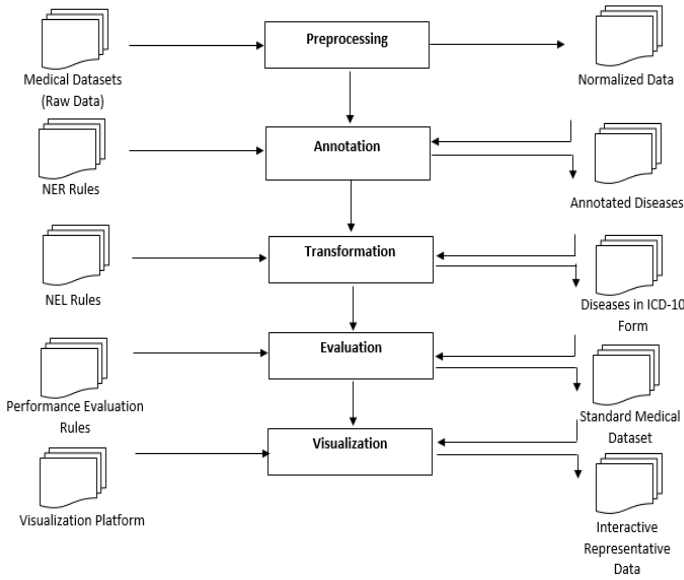 Preprocessing
Medical Datasets
(Raw Data)
Normalized Data
Annotation
NER Rules
Annotated Diseases
Transformation
NEL Rules
Diseases in ICD-10
Form
Evaluation
Performance Evaluation
Rules
Standard Medical
Dataset
Visualization
Visualization Platform
Interactive
Representative
Data